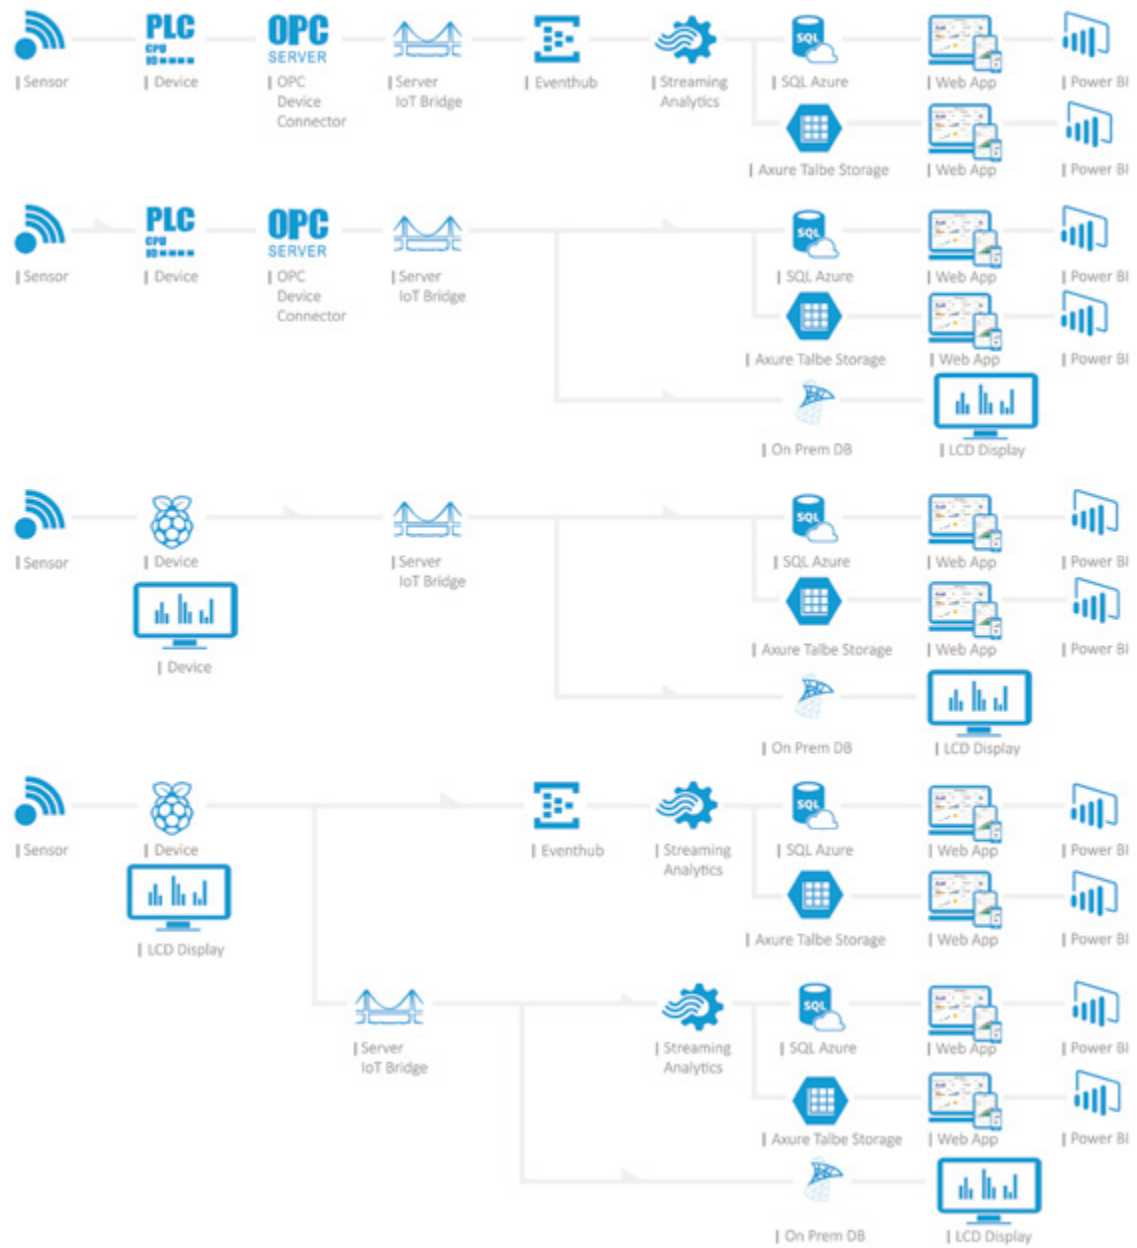 PLC
CPU
IO
OPC
SERVER
SQL
| Sensor
| Device
| OPC
Device
Connector
| Server
IoT Bridge
| Eventhub
| Streaming
Analytics
| SQL Azure
| Web App
| Power BI
| Axure Talbe Storage
| Web App
| Power BI
PLC
CPU
IO
OPC
SERVER
SQL
| Sensor
| Device
| OPC
Device
Connector
| Server
IoT Bridge
| SQL Azure
| Web App
| Power BI
| Axure Talbe Storage
| Web App
| Power BI
| On Prem DB
| LCD Display
SQL
| Sensor
| Device
| Server
IoT Bridge
| SQL Azure
| Web App
| Power BI
| Device
| Axure Talbe Storage
| Web App
| Power BI
| On Prem DB
| LCD Display
SQL
| Sensor
| Device
| Eventhub
| Streaming
Analytics
| SQL Azure
| Web App
| Power BI
| LCD Display
| Axure Talbe Storage
| Web App
| Power BI
SQL
| Server
IoT Bridge
| Streaming
Analytics
| SQL Azure
| Web App
| Power BI
| Axure Talbe Storage
| Web App
| Power BI
| On Prem DB
| LCD Display